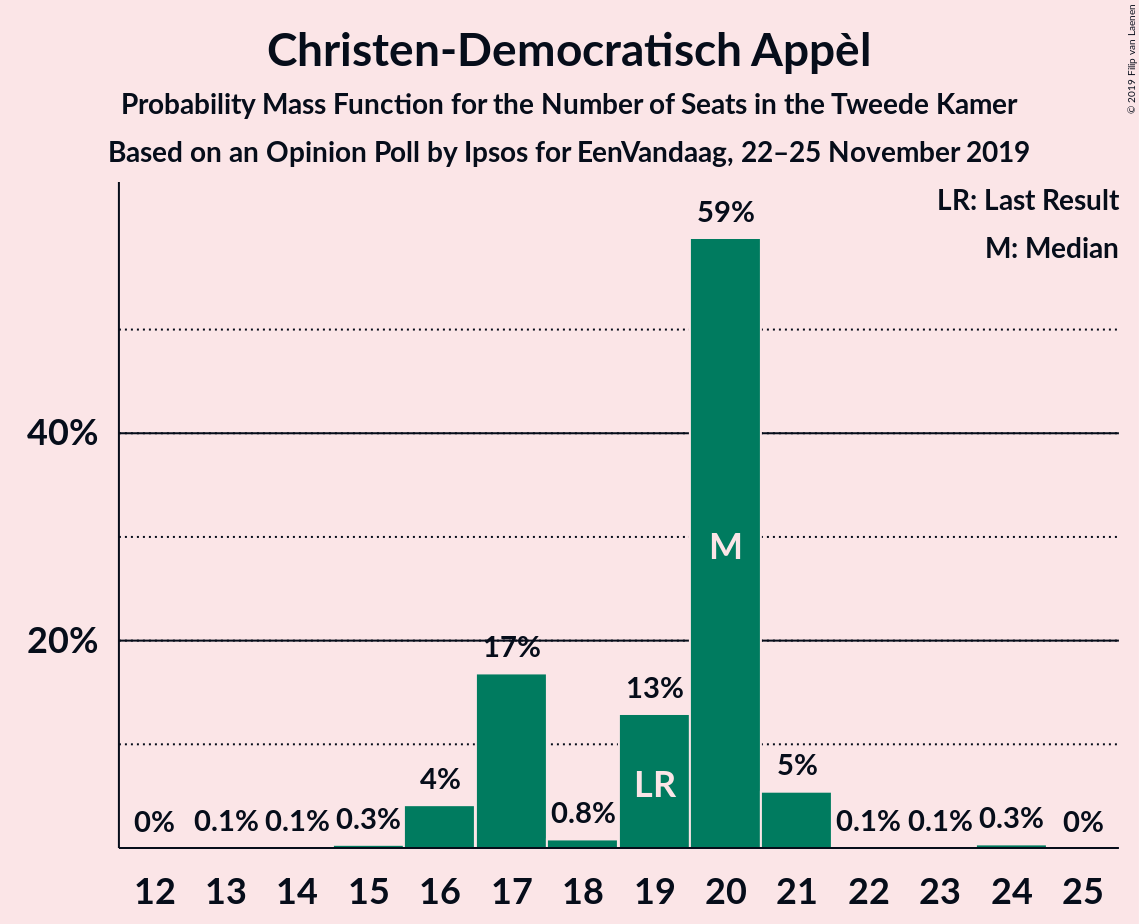 Christen-Democratisch Appèl
Probability Mass Function for the Number of Seats in the Tweede Kamer
Based on an Opinion Poll by Ipsos for EenVandaag, 22–25 November 2019
© 2019 Filip van Laenen
LR: Last Result
M: Median
59%
40%
M
20%
17%
13%
LR
4%
5%
0% 0.1% 0.1% 0.3% 0.8% 0.1% 0.1% 0.3% 0%
12 13 14 15 16 17 18 19 20 21 22 23 24 25